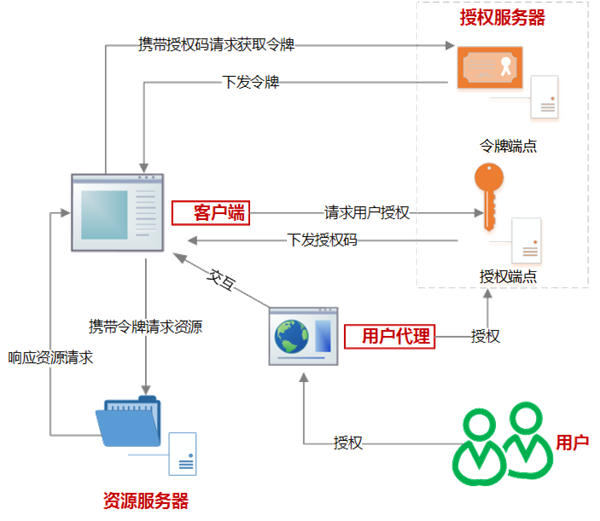 授权服务器
携带授权码请求获取令牌
下发令牌
令牌端点
客户端
请求用户授权
下发授权码
授权端点
交互
携带令牌请求资源
用户代理
授权
响应资源请求
授权
用户
资源服务器